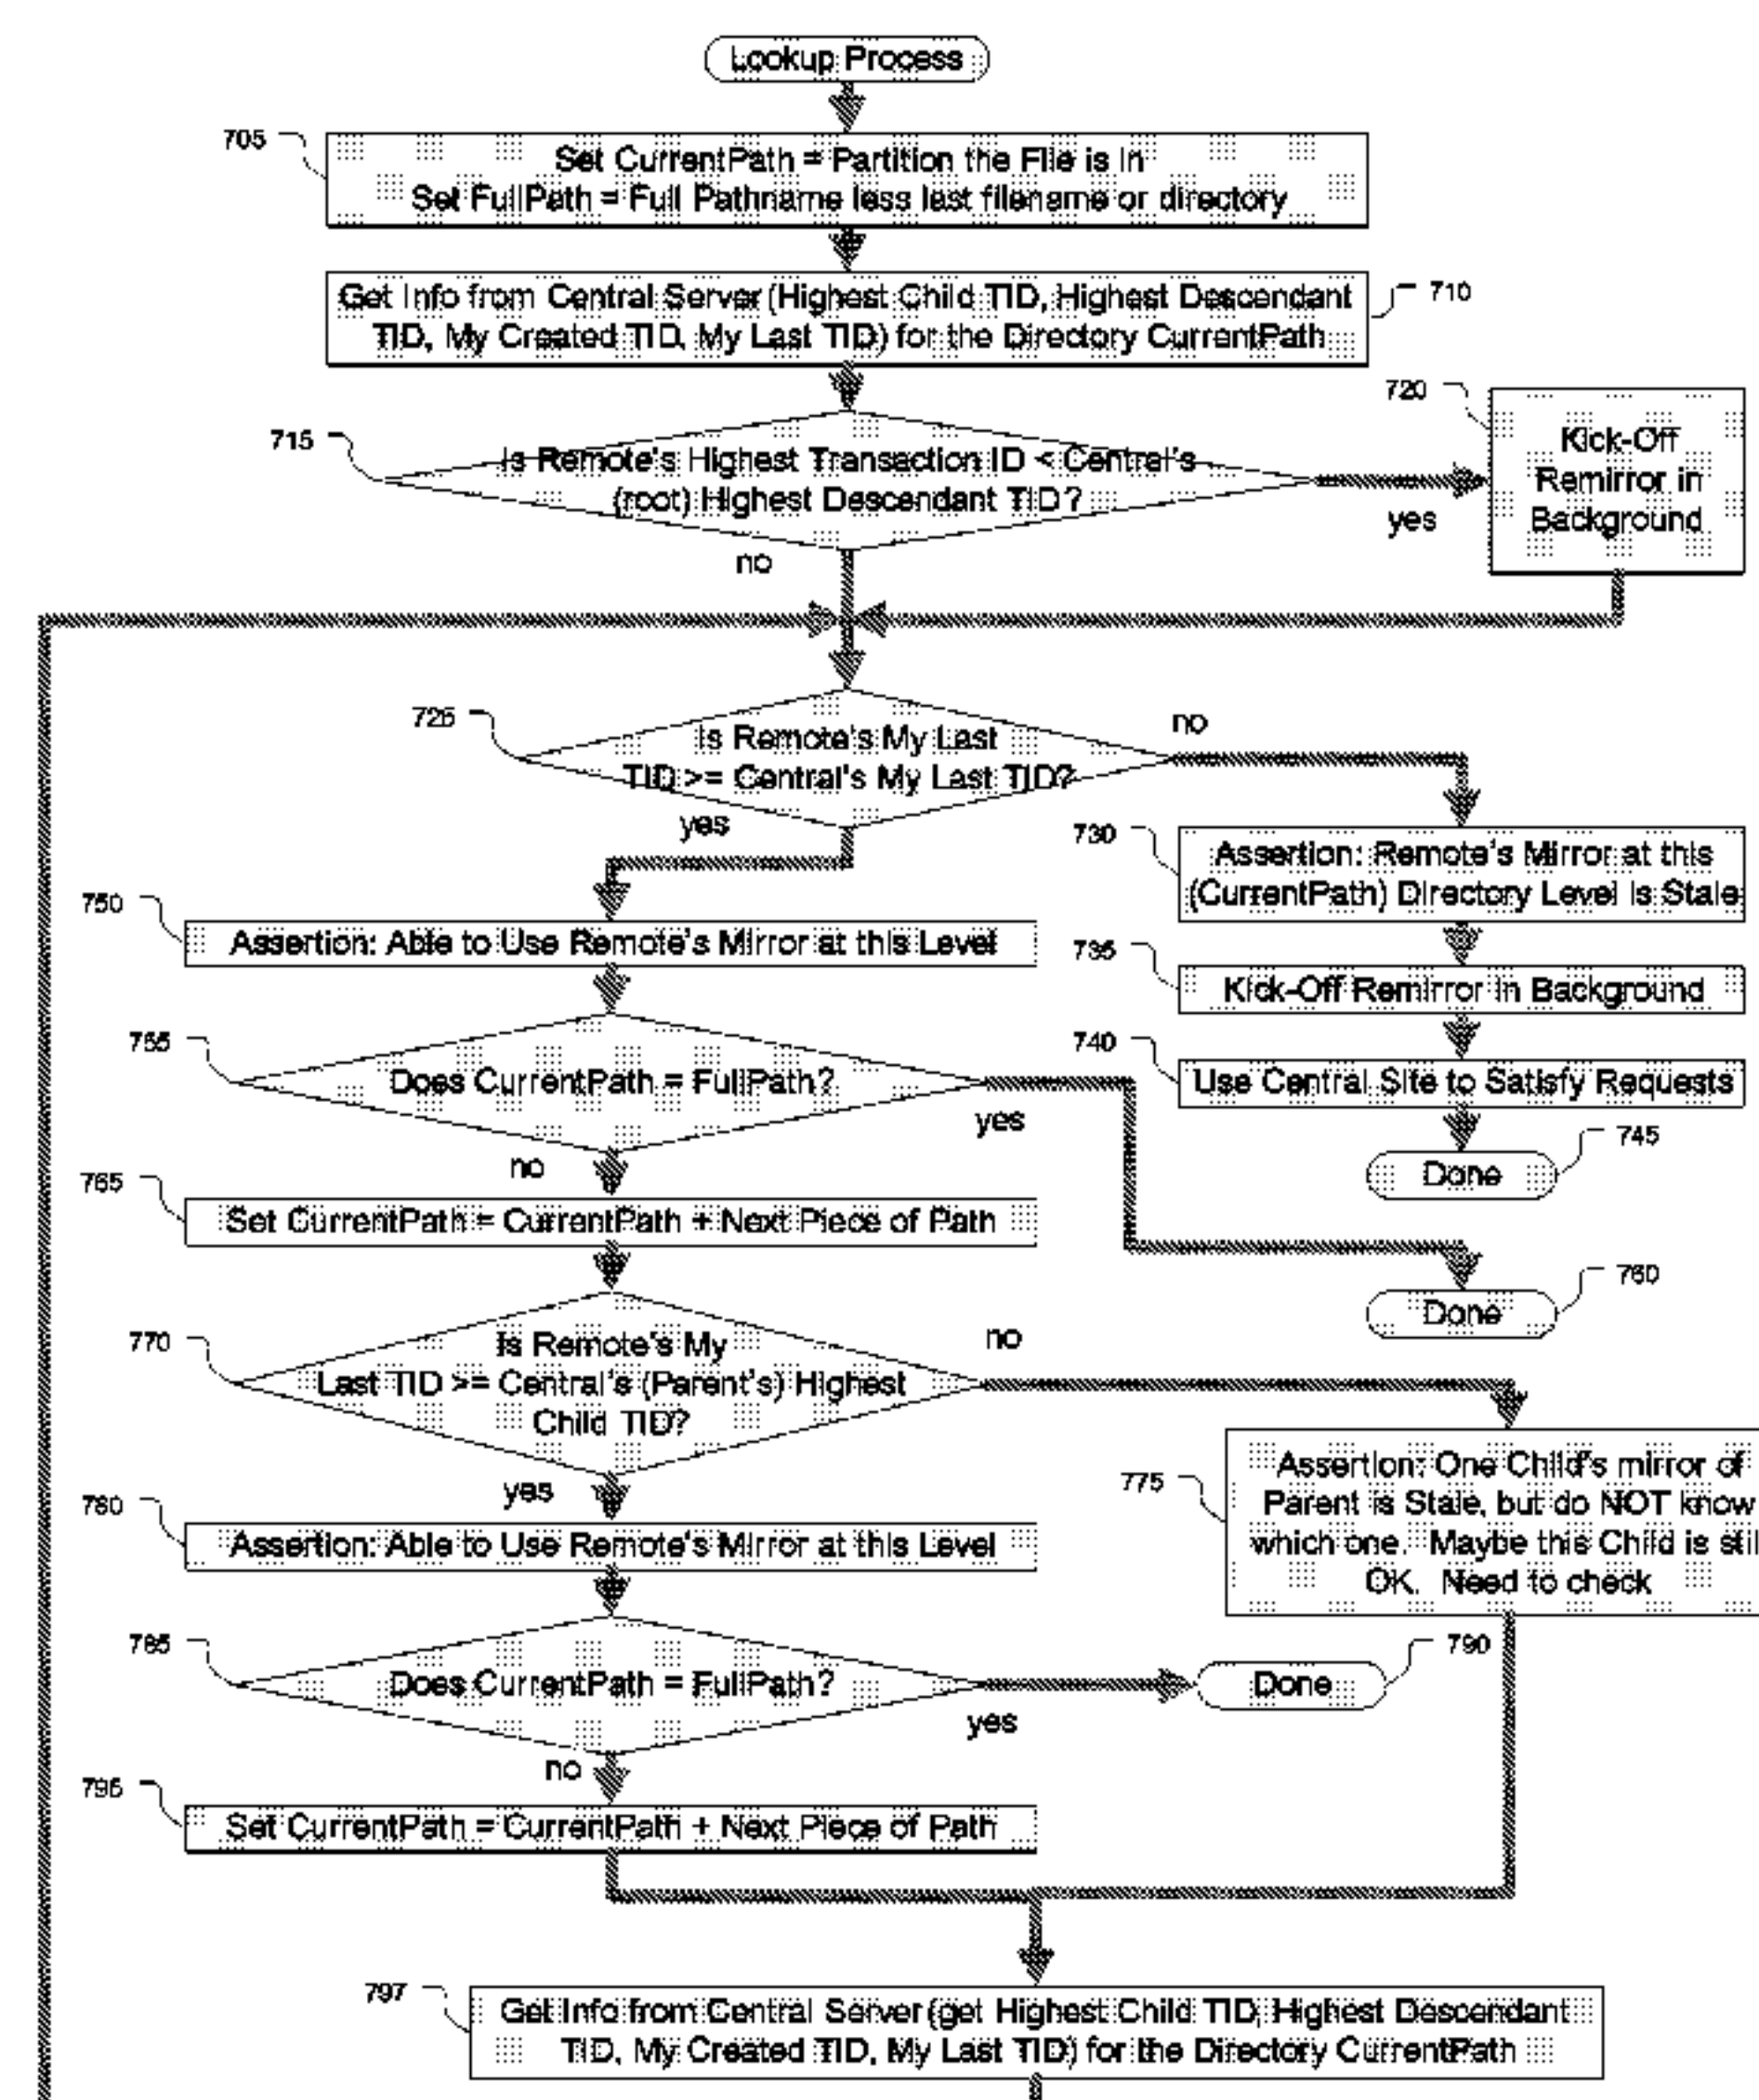 Lookup Process
705
Set CurrentPath = Partition the File is in
Set FullPath = Full Pathname less last filename or directory
Get Info from Central Server (Highest Child TID, Highest Descendant
TID, My Created TID, My Last TID) for the Directory CurrentPath
710
715
Is Remote's Highest Transaction ID < Central's
(root) Highest Descendant TID?
yes
no
720
Kick-Off
Remirror in
Background
725
Is Remote's My Last
TID >= Central's My Last TID?
no
yes
730
Assertion: Remote's Mirror at this
(CurrentPath) Directory Level is Stale
735
Kick-Off Remirror in Background
740
Use Central Site to Satisfy Requests
745
Done
750
Assertion: Able to Use Remote's Mirror at this Level
755
Does CurrentPath = FullPath?
yes
no
760
Done
765
Set CurrentPath = CurrentPath + Next Piece of Path
770
Is Remote's My
Last TID >= Central's (Parent's) Highest
Child TID?
no
yes
775
Assertion: One Child's mirror of
Parent is Stale, but do NOT know
which one. Maybe this Child is stil
OK. Need to check
780
Assertion: Able to Use Remote's Mirror at this Level
785
Does CurrentPath = FullPath?
yes
no
790
Done
795
Set CurrentPath = CurrentPath + Next Piece of Path
797
Get Info from Central Server (get Highest Child TID, Highest Descendant
TID, My Created TID, My Last TID) for the Directory CurrentPath